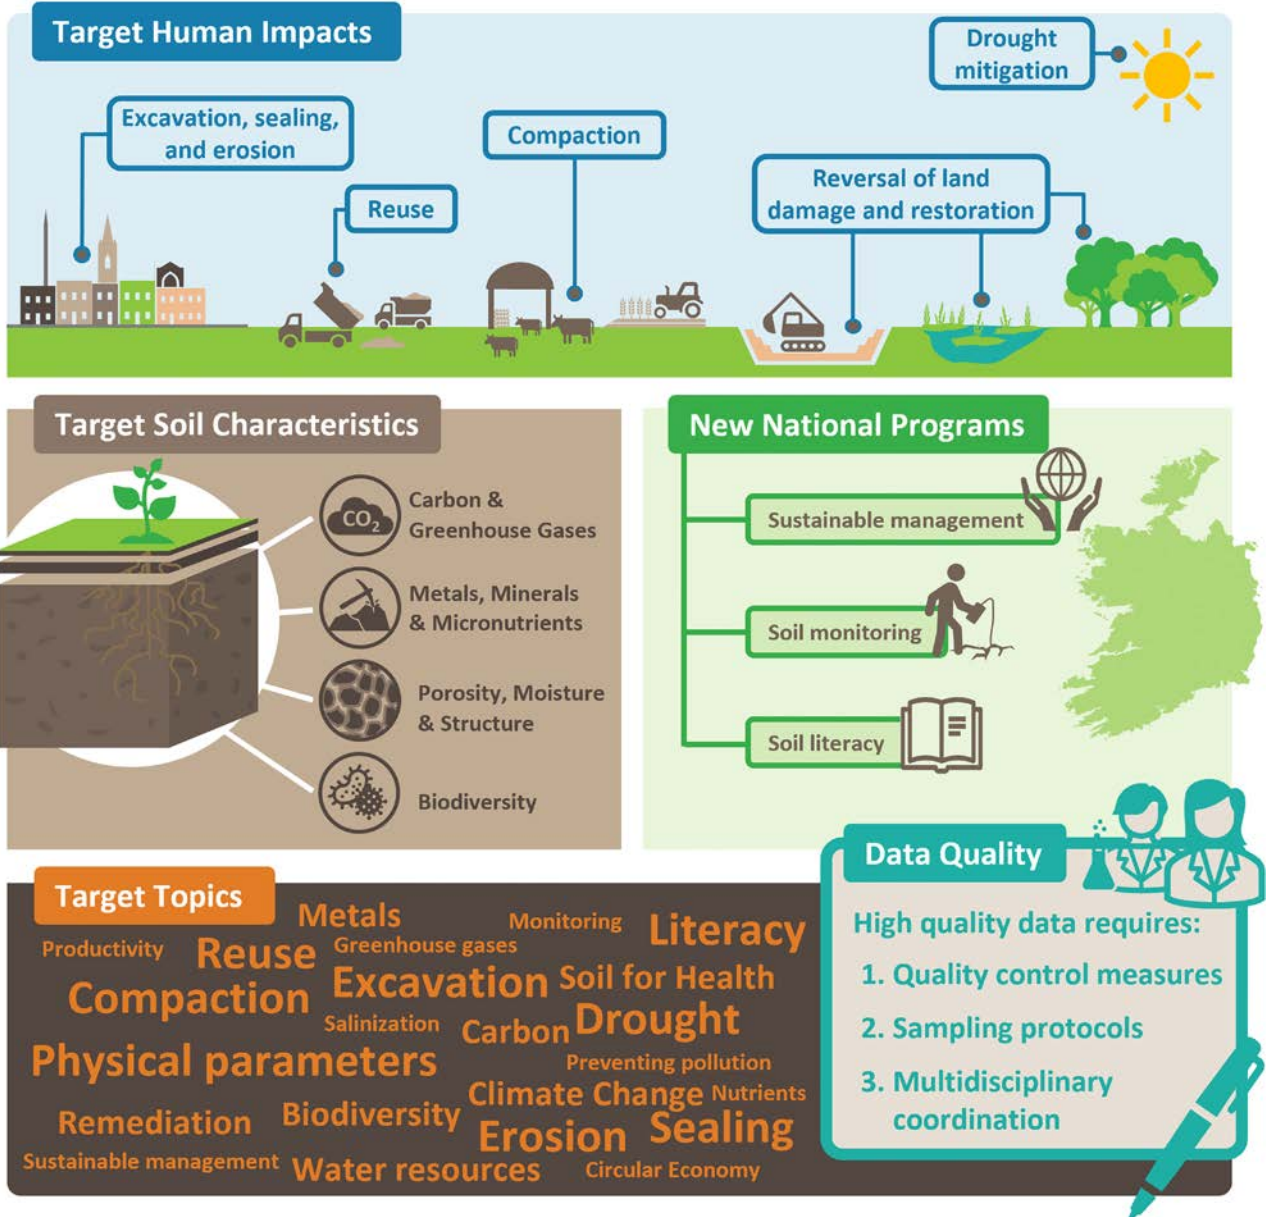 Target Human Impacts
Drought
mitigation
Excavation, sealing,
and erosion
Compaction
Reversal of land
damage and restoration
Reuse
Target Soil Characteristics
CO₂
Carbon &
Greenhouse Gases
Metals, Minerals
& Micronutrients
Porosity, Moisture
& Structure
Biodiversity
New National Programs
Sustainable management
Soil monitoring
Soil literacy
Target Topics
Metals
Monitoring
Literacy
Productivity
Reuse
Greenhouse gases
Compaction
Excavation
Soil for Health
Salinization
Carbon
Drought
Physical parameters
Preventing pollution
Climate Change
Nutrients
Remediation
Biodiversity
Erosion
Sealing
Sustainable management
Water resources
Circular Economy
Data Quality
High quality data requires:
1. Quality control measures
2. Sampling protocols
3. Multidisciplinary
coordination